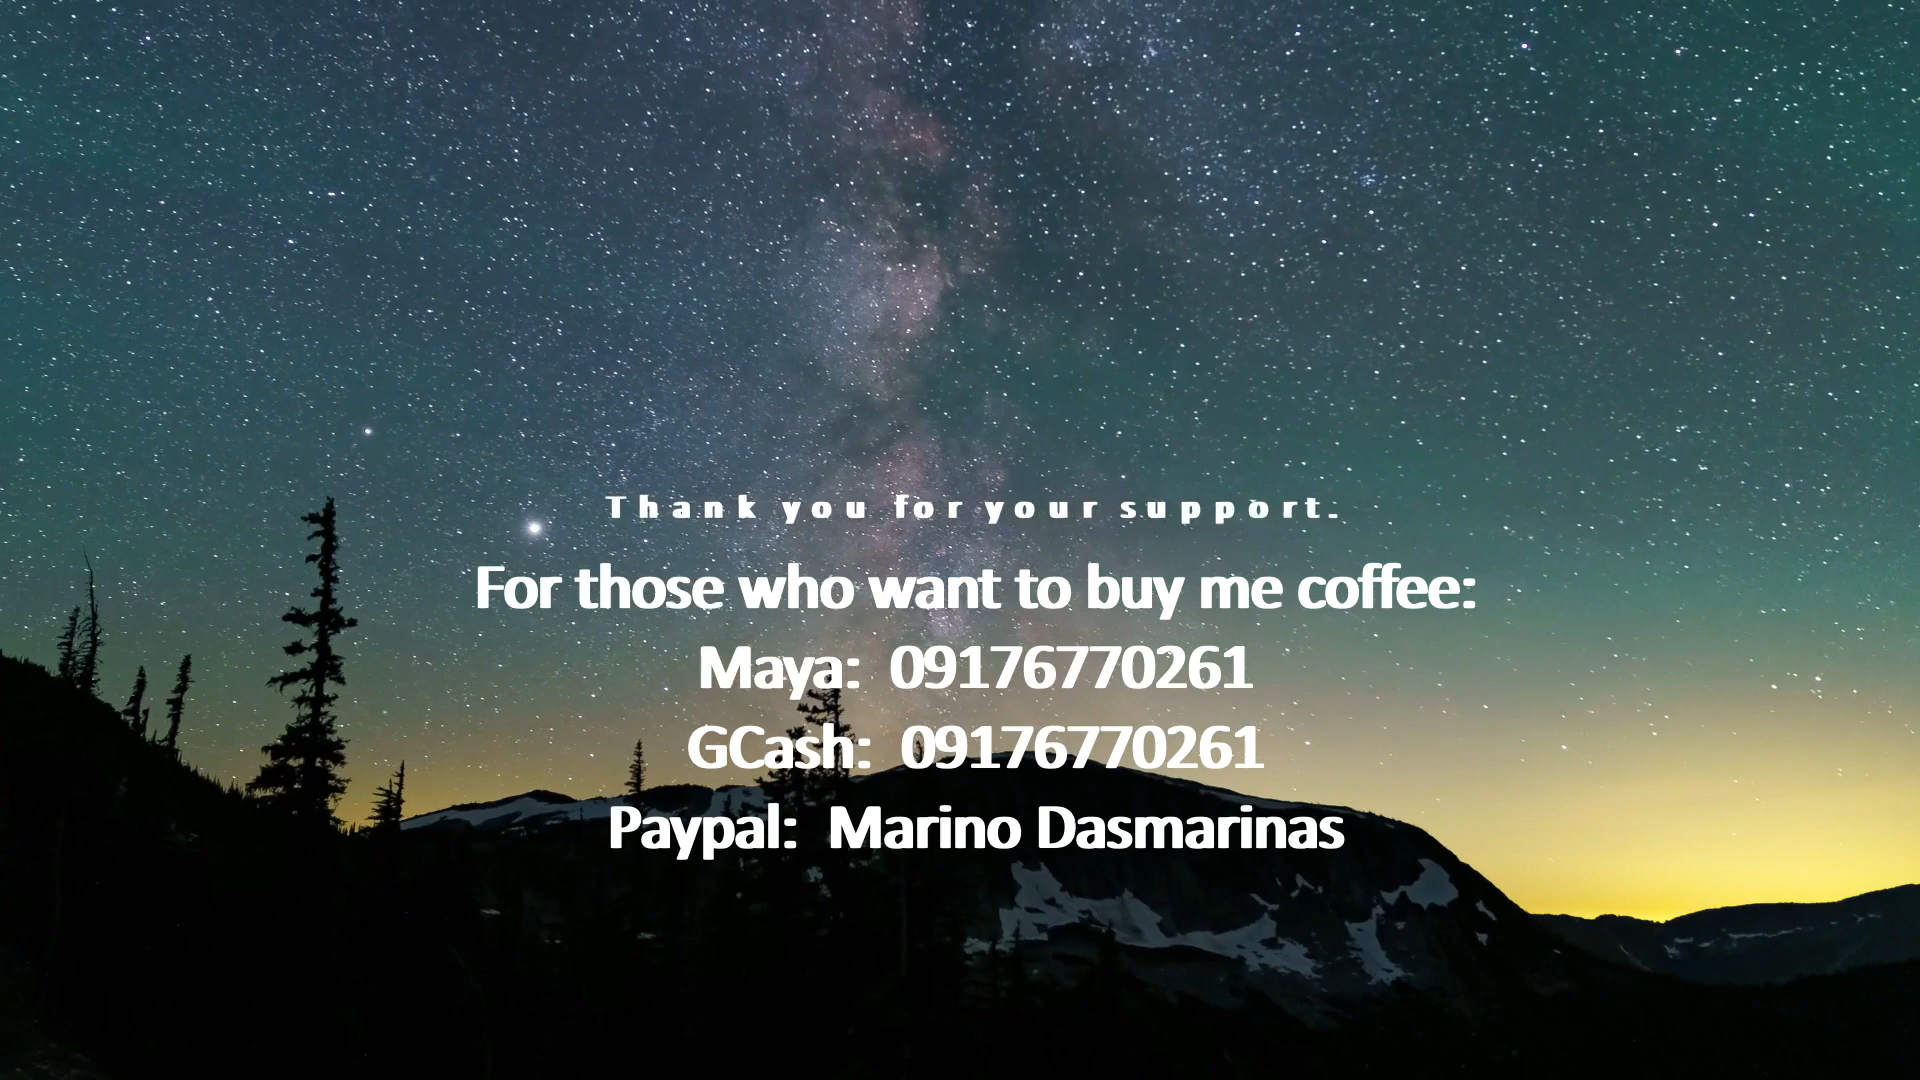 Thank you for your support.
For those who want to buy me coffee:
Maya: 09176770261
GCash: 09176770261
Paypal: Marino Dasmarinas